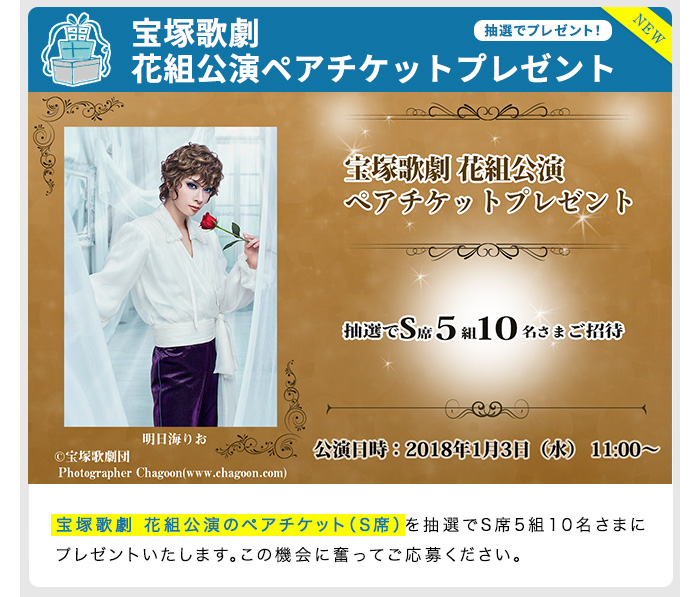 宝塚歌劇
抽選でプレゼント!
NEW
花組公演ペアチケットプレゼント
宝塚歌劇 花組公演
ペアチケットプレゼント
抽選でS席5組10名さまご招待
明日海りお
©宝塚歌劇団
Photographer Chagoon(www.chagoon.com)
公演日時:2018年1月3日(水) 11:00~
宝塚歌劇 花組公演のペアチケット(S席)を抽選でS席5組10名さまに
プレゼントいたします。この機会に奮ってご応募ください。